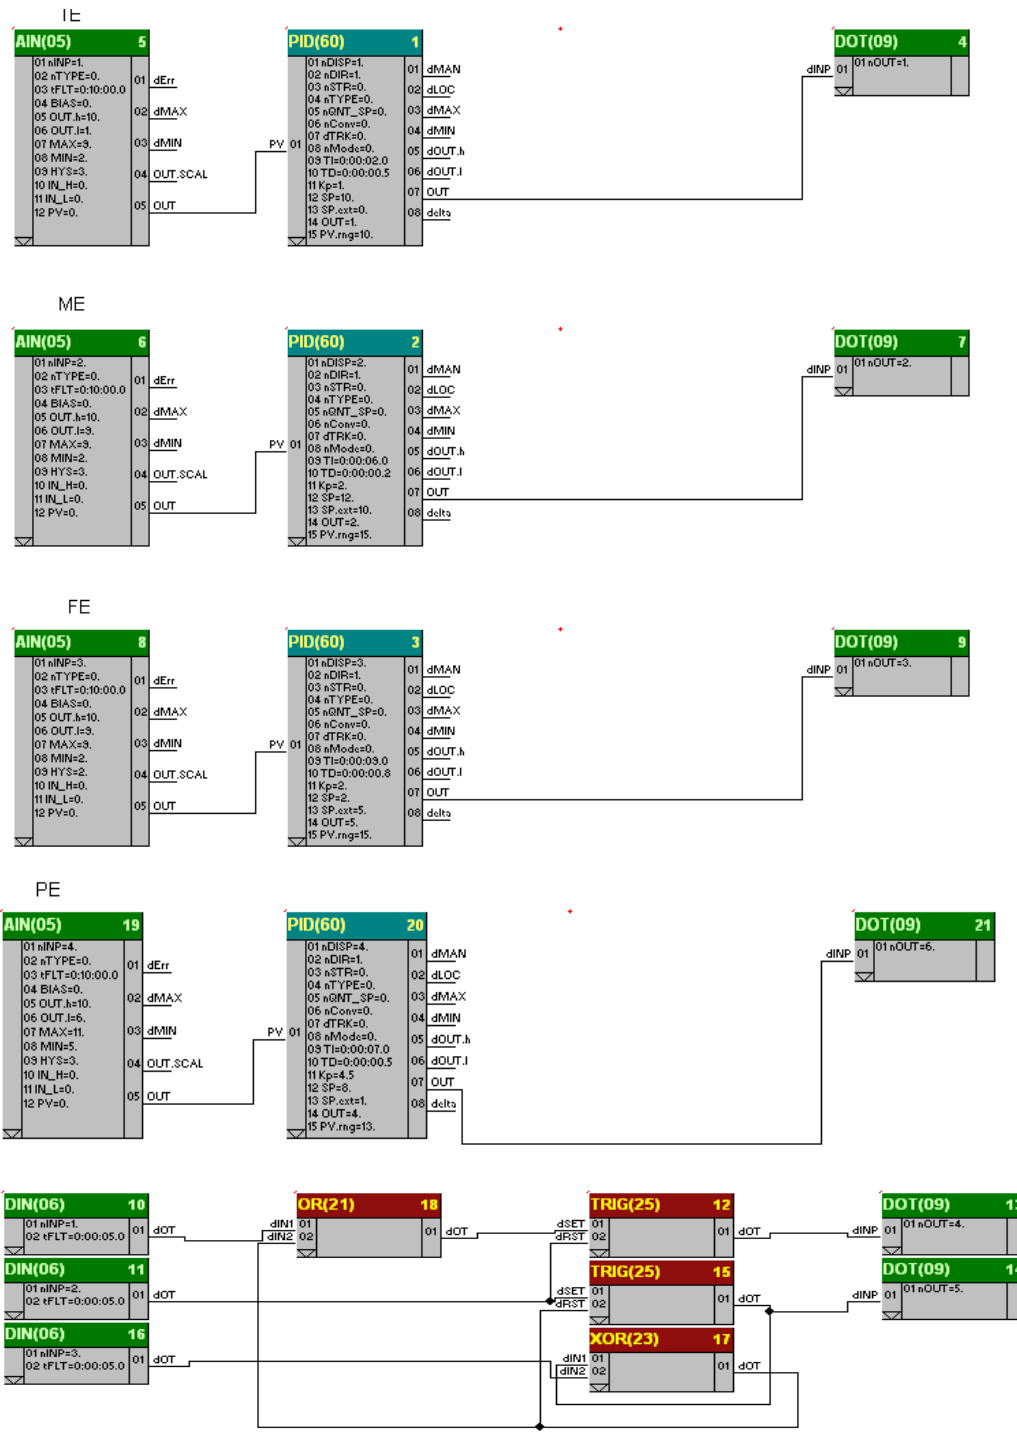 TE
AIN(05) 5
01 nINP=1.
02 nTYPE=0.
03 tFLT=0:10:00.0
04 BIAS=0.
05 OUT.h=10.
06 OUT.l=1.
07 MAX=9.
08 MIN=2.
09 HYS=3.
10 IN_H=0.
11 IN_L=0.
12 PV=0.
01 dErr
02 dMAX
03 dMIN
04 OUT.SCAL
05 OUT
PID(60) 1
PV 01
01 nDISP=1.
02 nDIR=1.
03 nSTR=0.
04 nTYPE=0.
05 nQNT_SP=0.
06 nConv=0.
07 dTRK=0.
08 nMode=0.
09 TI=0:00:02.0
10 TD=0:00:00.5
11 Kp=1.
12 SP=10.
13 SP.ext=0.
14 OUT=1.
15 PV.rng=10.
01 dMAN
02 dLOC
03 dMAX
04 dMIN
05 dOUT.h
06 dOUT.l
07 OUT
08 delta
DOT(09) 4
dINP 01
01 nOUT=1.
ME
AIN(05) 6
01 nINP=2.
02 nTYPE=0.
03 tFLT=0:10:00.0
04 BIAS=0.
05 OUT.h=10.
06 OUT.l=9.
07 MAX=9.
08 MIN=2.
09 HYS=3.
10 IN_H=0.
11 IN_L=0.
12 PV=0.
01 dErr
02 dMAX
03 dMIN
04 OUT.SCAL
05 OUT
PID(60) 2
PV 01
01 nDISP=2.
02 nDIR=1.
03 nSTR=0.
04 nTYPE=0.
05 nQNT_SP=0.
06 nConv=0.
07 dTRK=0.
08 nMode=0.
09 TI=0:00:06.0
10 TD=0:00:00.2
11 Kp=2.
12 SP=12.
13 SP.ext=10.
14 OUT=2.
15 PV.rng=15.
01 dMAN
02 dLOC
03 dMAX
04 dMIN
05 dOUT.h
06 dOUT.l
07 OUT
08 delta
DOT(09) 7
dINP 01
01 nOUT=2.
FE
AIN(05) 8
01 nINP=3.
02 nTYPE=0.
03 tFLT=0:10:00.0
04 BIAS=0.
05 OUT.h=10.
06 OUT.l=9.
07 MAX=9.
08 MIN=2.
09 HYS=2.
10 IN_H=0.
11 IN_L=0.
12 PV=0.
01 dErr
02 dMAX
03 dMIN
04 OUT.SCAL
05 OUT
PID(60) 3
PV 01
01 nDISP=3.
02 nDIR=1.
03 nSTR=0.
04 nTYPE=0.
05 nQNT_SP=0.
06 nConv=0.
07 dTRK=0.
08 nMode=0.
09 TI=0:00:09.0
10 TD=0:00:00.8
11 Kp=2.
12 SP=2.
13 SP.ext=5.
14 OUT=5.
15 PV.rng=15.
01 dMAN
02 dLOC
03 dMAX
04 dMIN
05 dOUT.h
06 dOUT.l
07 OUT
08 delta
DOT(09) 9
dINP 01
01 nOUT=3.
PE
AIN(05) 19
01 nINP=4.
02 nTYPE=0.
03 tFLT=0:10:00.0
04 BIAS=0.
05 OUT.h=10.
06 OUT.l=6.
07 MAX=11.
08 MIN=5.
09 HYS=3.
10 IN_H=0.
11 IN_L=0.
12 PV=0.
01 dErr
02 dMAX
03 dMIN
04 OUT.SCAL
05 OUT
PID(60) 20
PV 01
01 nDISP=4.
02 nDIR=1.
03 nSTR=0.
04 nTYPE=0.
05 nQNT_SP=0.
06 nConv=0.
07 dTRK=0.
08 nMode=0.
09 TI=0:00:07.0
10 TD=0:00:00.5
11 Kp=4.5
12 SP=8.
13 SP.ext=1.
14 OUT=4.
15 PV.rng=13.
01 dMAN
02 dLOC
03 dMAX
04 dMIN
05 dOUT.h
06 dOUT.l
07 OUT
08 delta
DOT(09) 21
dINP 01
01 nOUT=6.
DIN(06) 10
01 nINP=1.
02 tFLT=0:00:05.0
01 dOT
OR(21) 18
dIN1 01
dIN2 02
01 dOT
TRIG(25) 12
dSET 01
dRST 02
01 dOT
DOT(09) 13
dINP 01
01 nOUT=4.
DIN(06) 11
01 nINP=2.
02 tFLT=0:00:05.0
01 dOT
TRIG(25) 15
dSET 01
dRST 02
01 dOT
DOT(09) 14
dINP 01
01 nOUT=5.
DIN(06) 16
01 nINP=3.
02 tFLT=0:00:05.0
01 dOT
XOR(23) 17
dIN1 01
dIN2 02
01 dOT